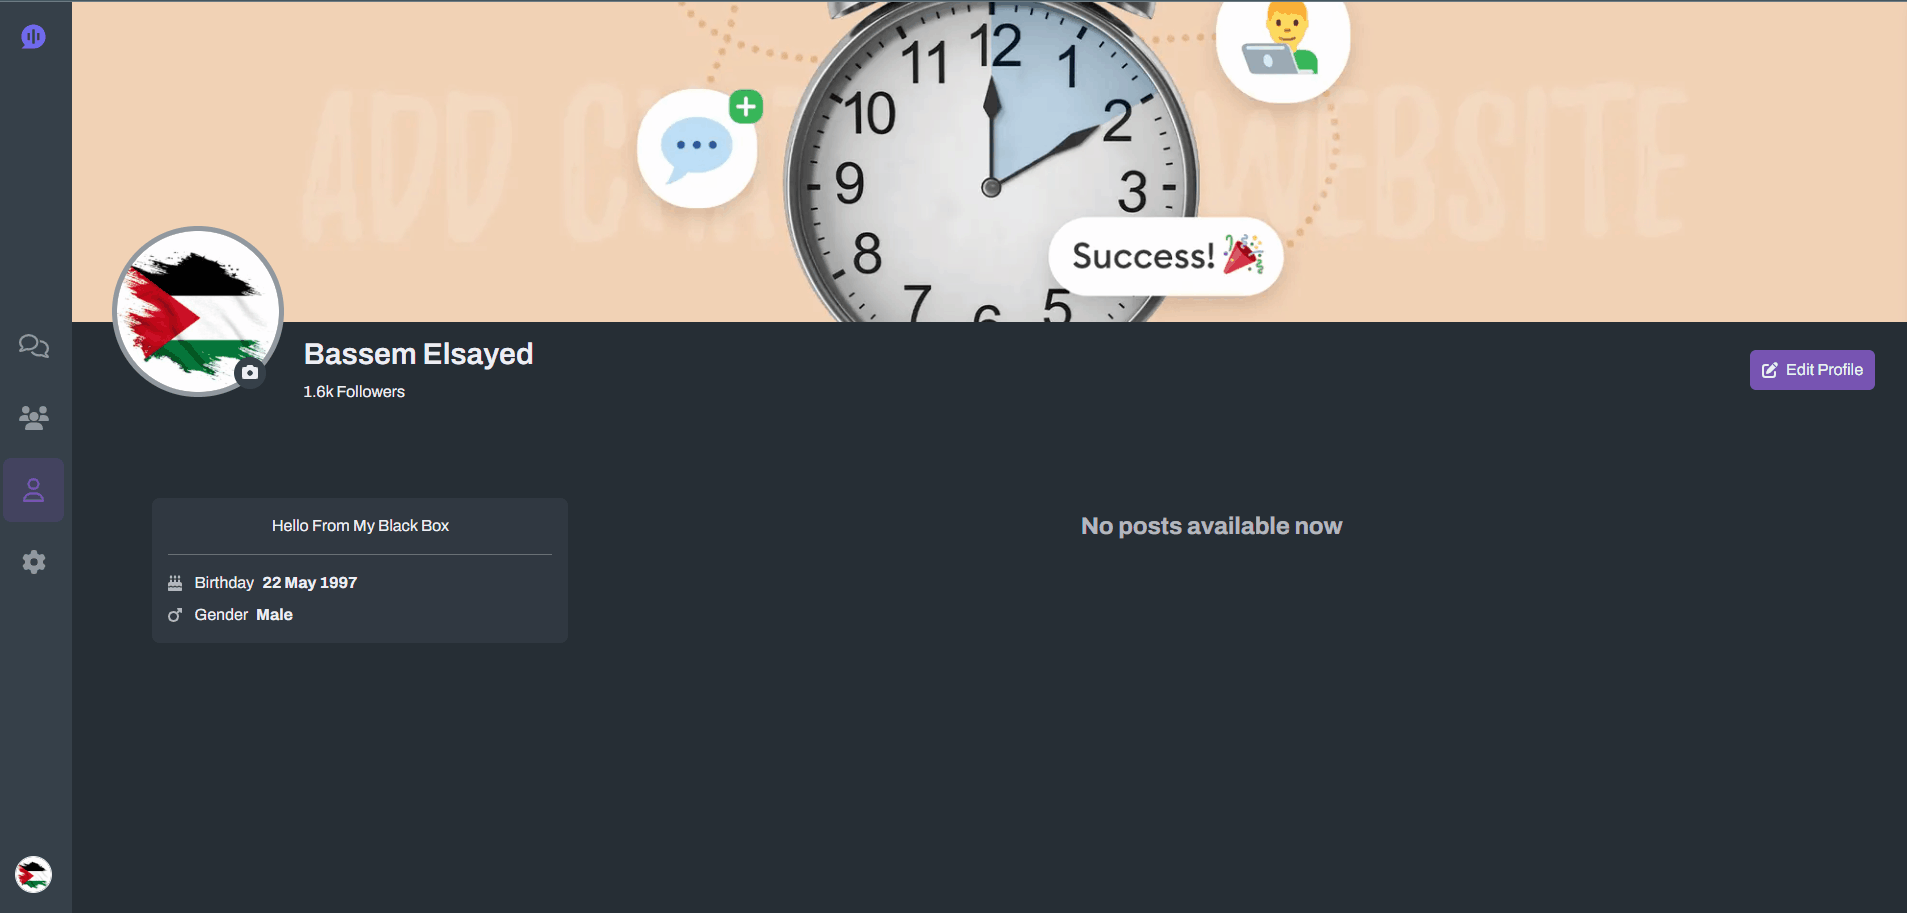 ADD CHAT WEBSITE
11 12 1
10 2
9 3
8
7 6 5
Success!
Bassem Elsayed
1.6k Followers
Edit Profile
Hello From My Black Box
No posts available now
Birthday 22 May 1997
Gender Male